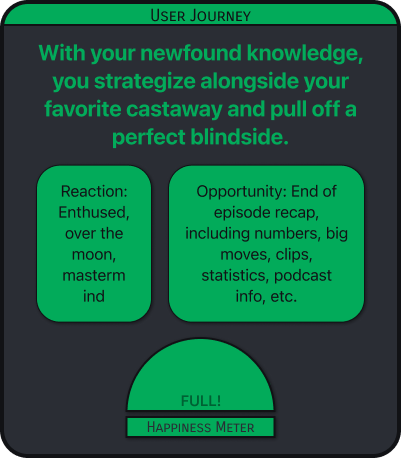 User Journey
With your newfound knowledge,
you strategize alongside your
favorite castaway and pull off a
perfect blindside.
Reaction:
Enthused,
over the
moon,
masterm
ind
Opportunity: End of
episode recap,
including numbers, big
moves, clips,
statistics, podcast
info, etc.
FULL!
Happiness Meter